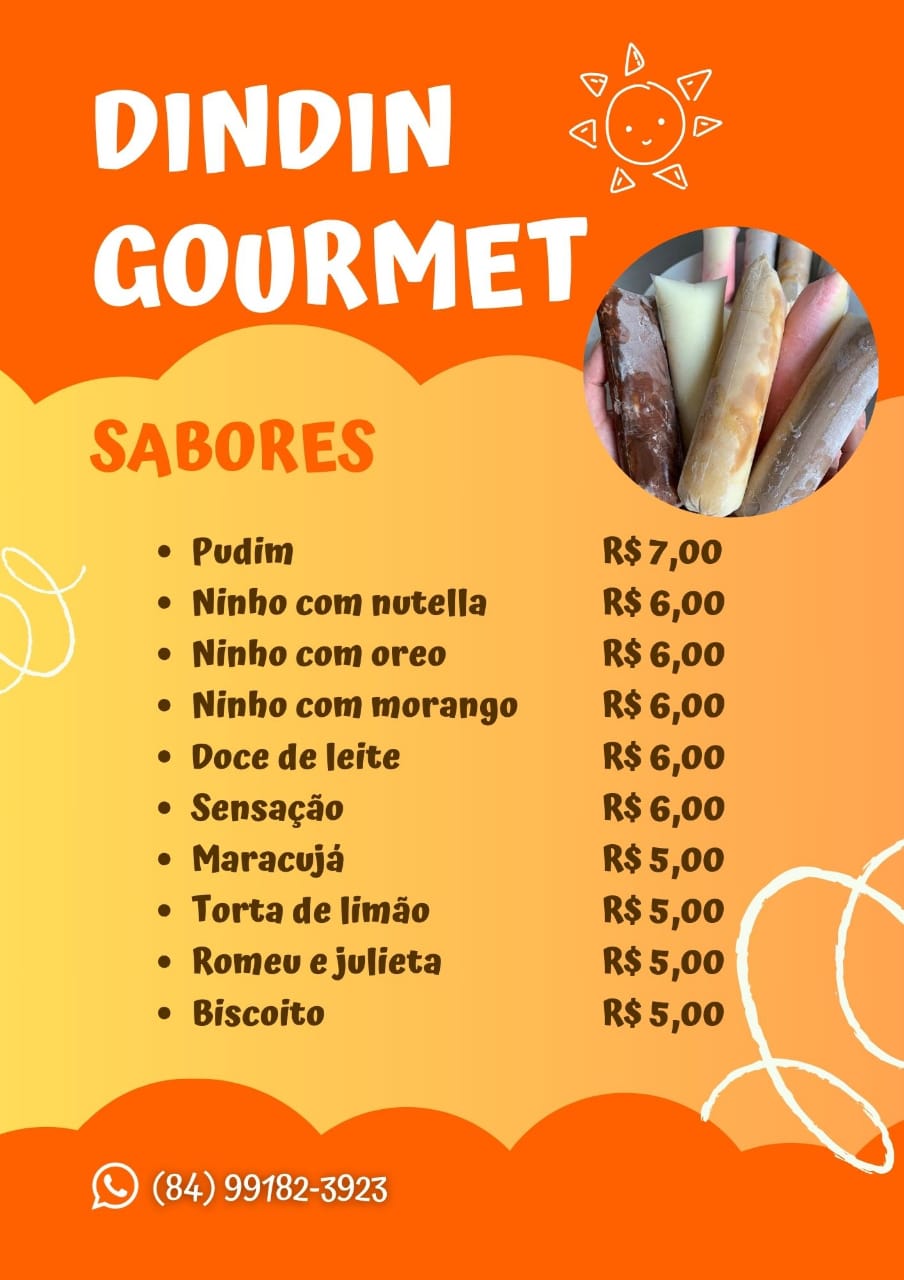 DINDIN
GOURMET
SABORES
• Pudim R$ 7,00
• Ninho com nutella R$ 6,00
• Ninho com oreo R$ 6,00
• Ninho com morango R$ 6,00
• Doce de leite R$ 6,00
• Sensação R$ 6,00
• Maracujá R$ 5,00
• Torta de limão R$ 5,00
• Romeu e julieta R$ 5,00
• Biscoito R$ 5,00
(84) 99182-3923